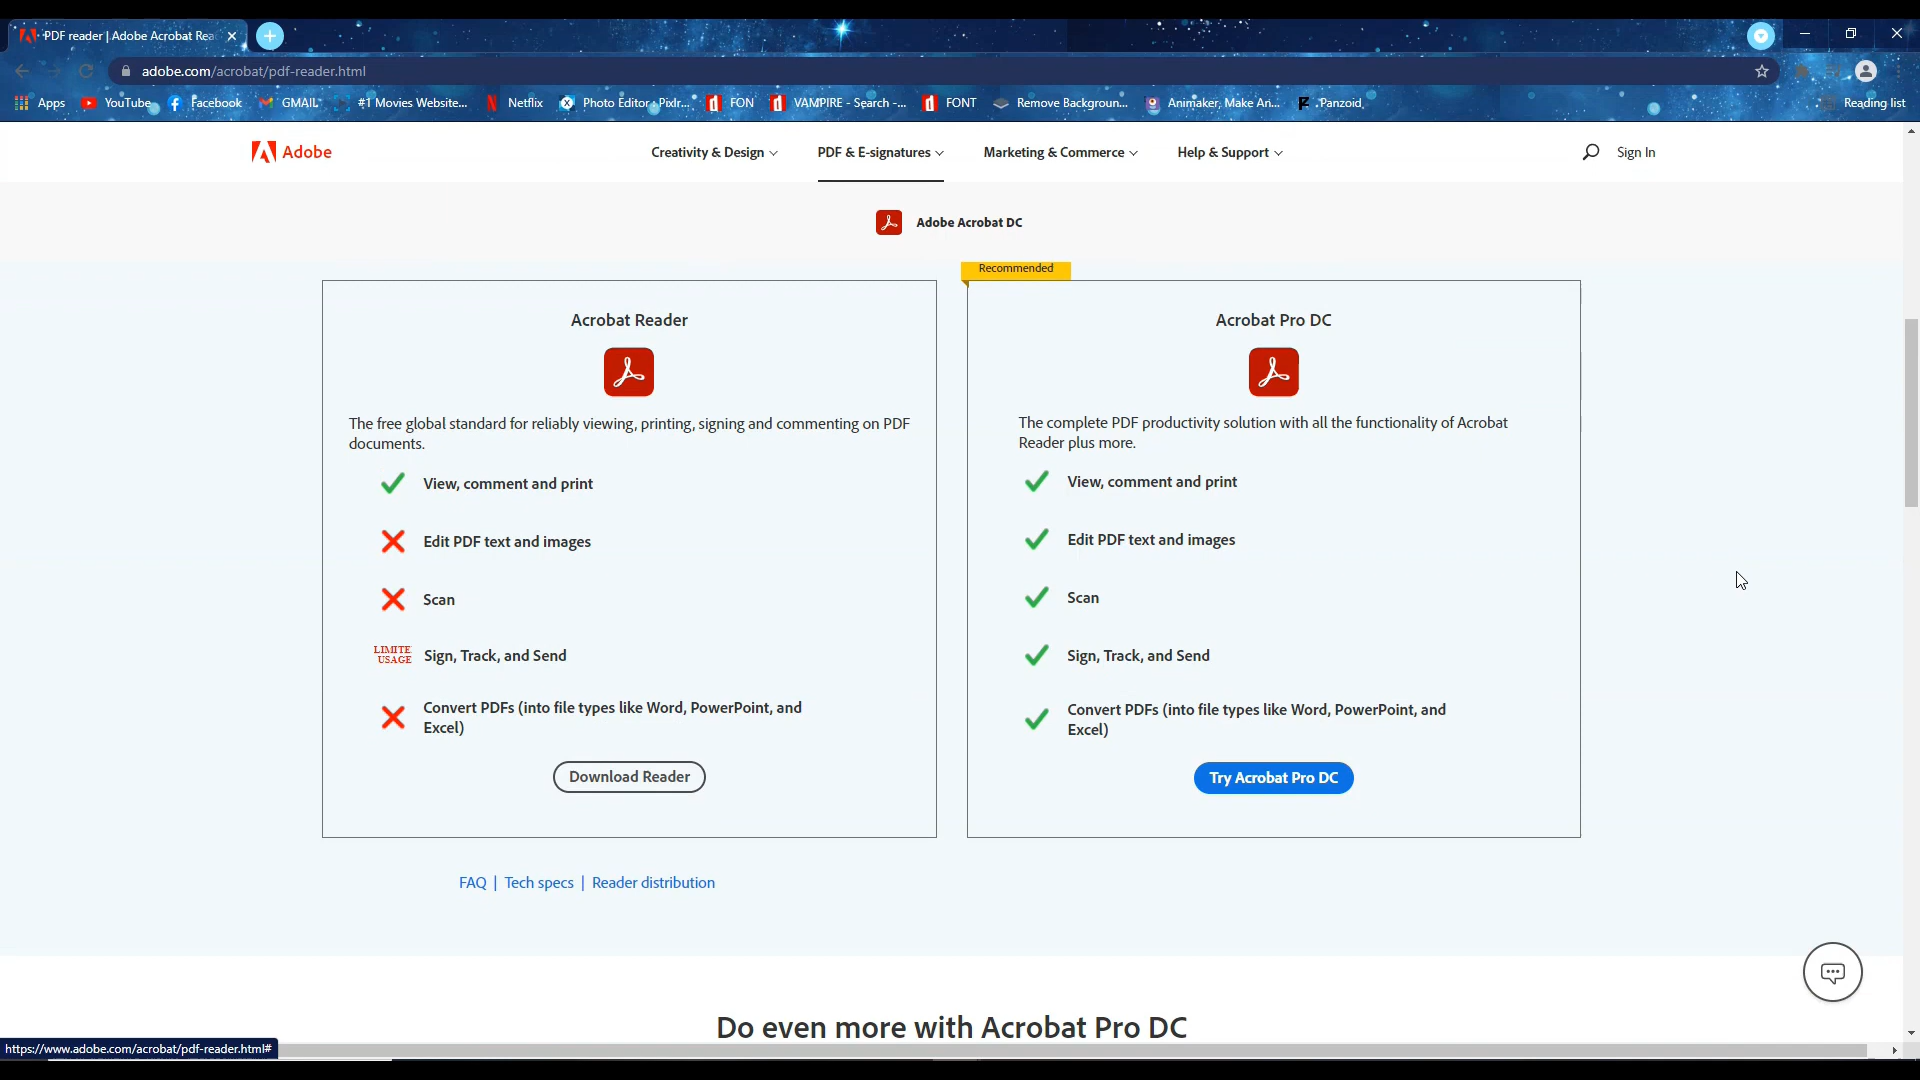 PDF reader | Adobe Acrobat Rea
adobe.com/acrobat/pdf-reader.html
Apps YouTube Facebook GMAIL #1 Movies Website... Netflix Photo Editor : Pixlr... FON VAMPIRE - Search -... FONT Remove Backgroun... Animaker, Make An... Panzoid Reading list
Adobe Creativity & Design PDF & E-signatures Marketing & Commerce Help & Support Sign In
Adobe Acrobat DC
Acrobat Reader
The free global standard for reliably viewing, printing, signing and commenting on PDF
documents.
View, comment and print
Edit PDF text and images
Scan
LIMITE
USAGE
Sign, Track, and Send
Convert PDFs (into file types like Word, PowerPoint, and
Excel)
Download Reader
Recommended
Acrobat Pro DC
The complete PDF productivity solution with all the functionality of Acrobat
Reader plus more.
View, comment and print
Edit PDF text and images
Scan
Sign, Track, and Send
Convert PDFs (into file types like Word, PowerPoint, and
Excel)
Try Acrobat Pro DC
FAQ | Tech specs | Reader distribution
Do even more with Acrobat Pro DC
https://www.adobe.com/acrobat/pdf-reader.html#